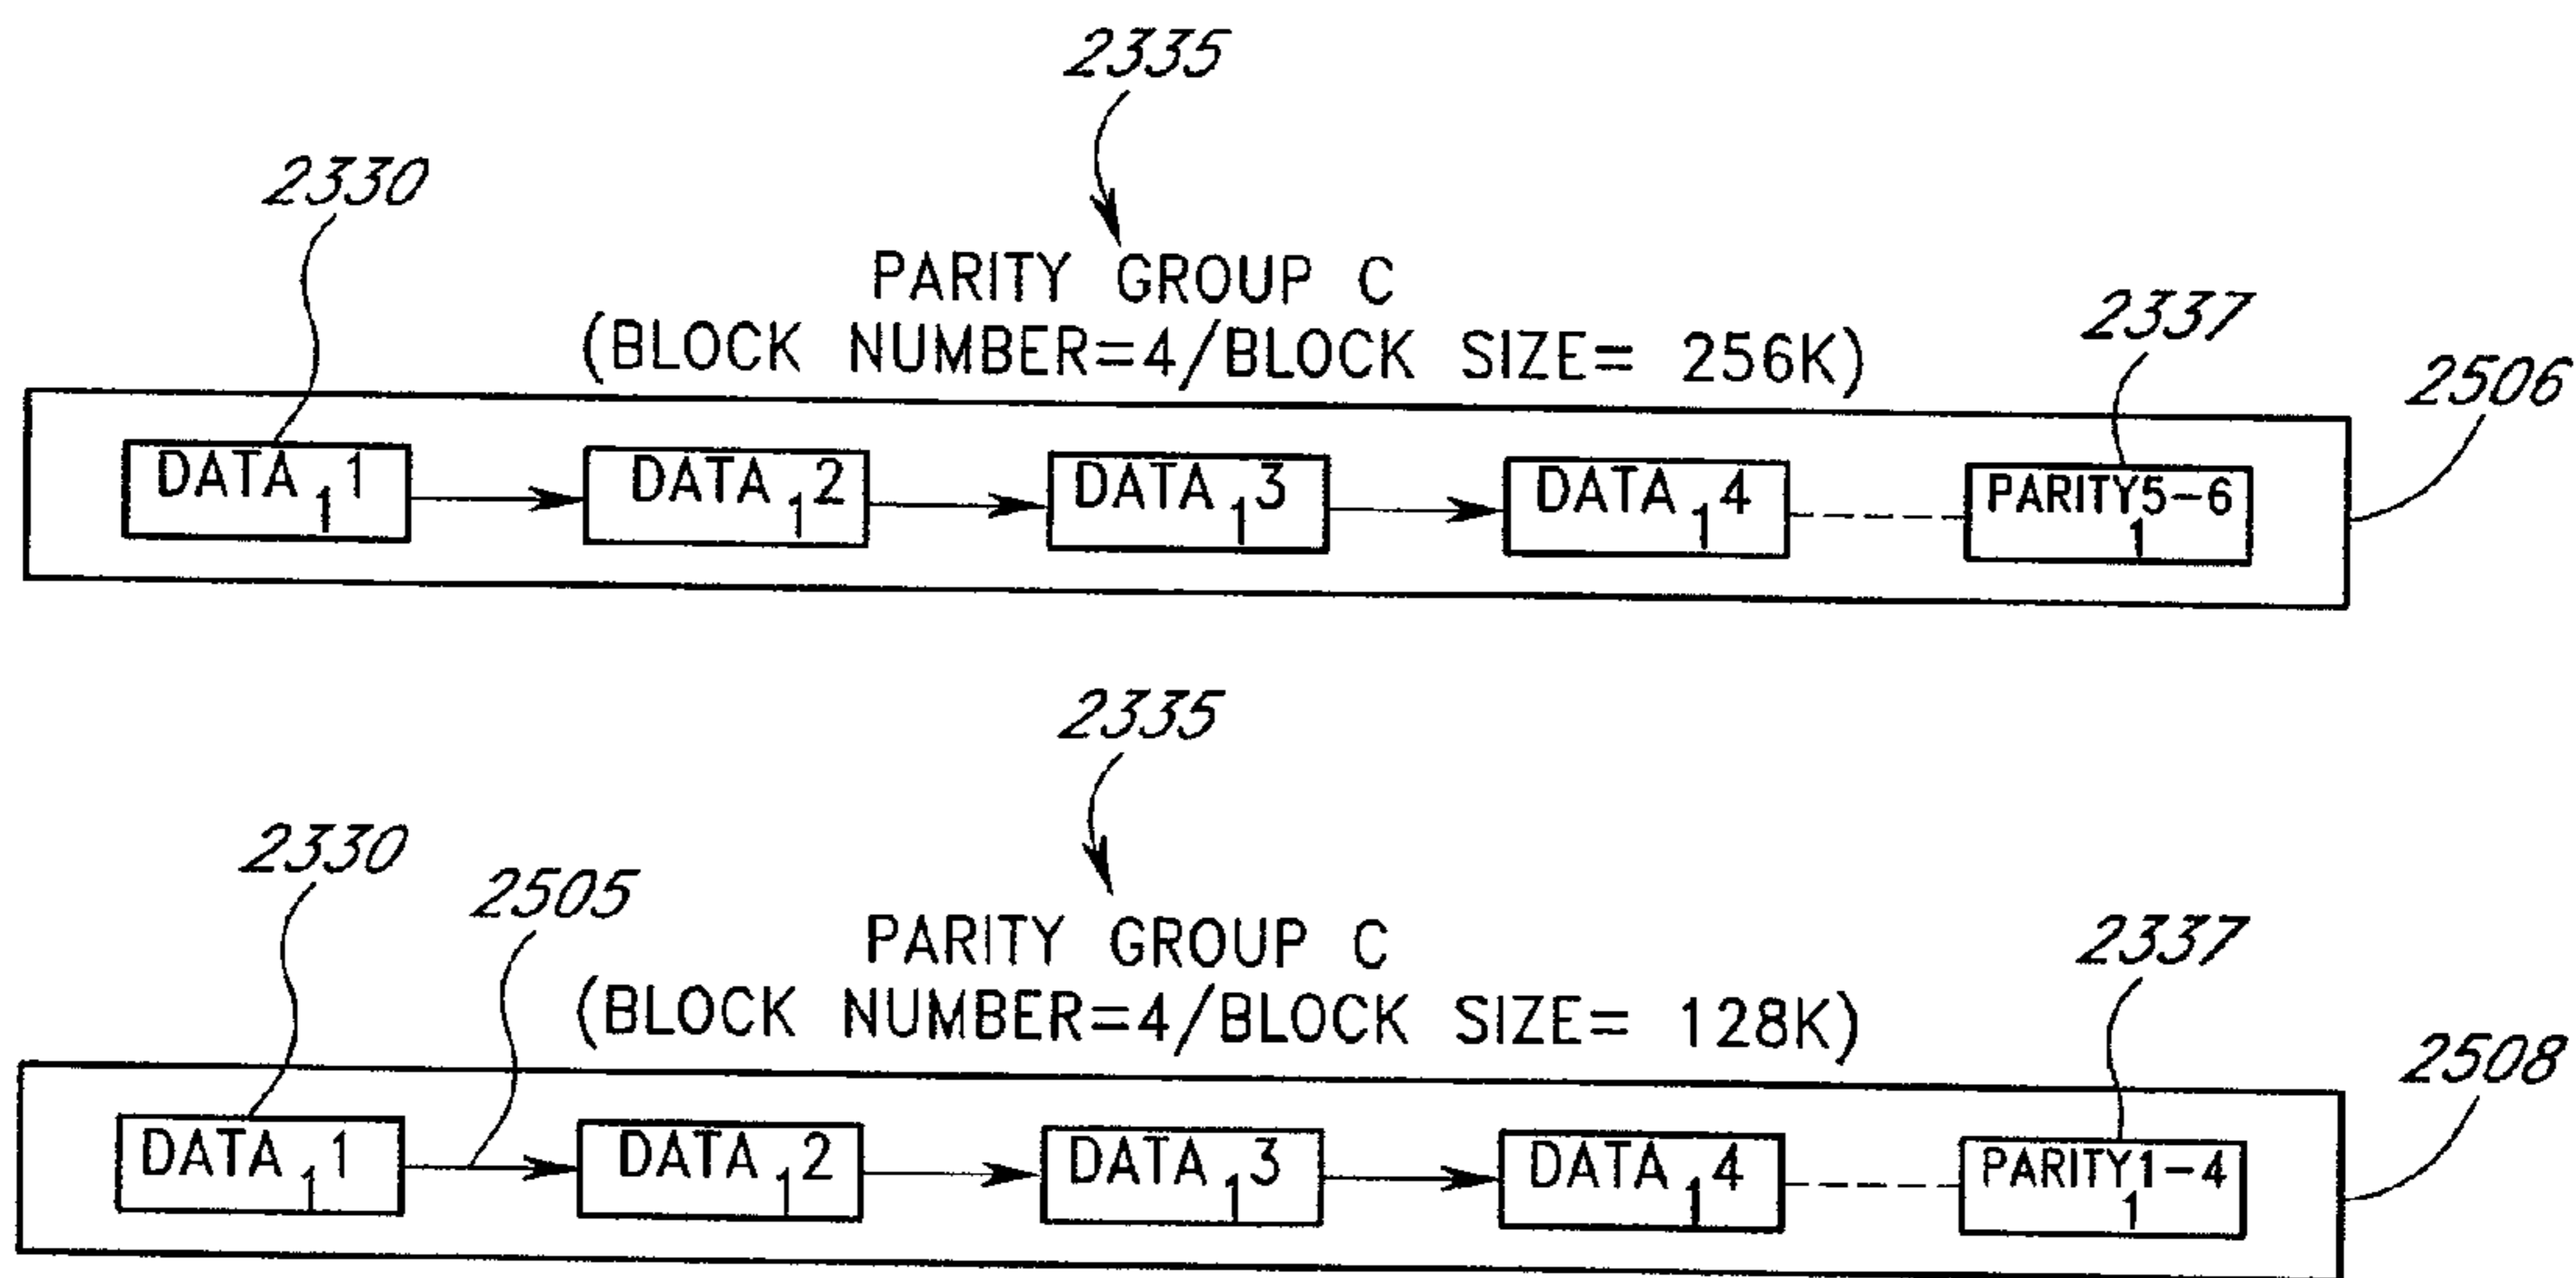 2335
2330
PARITY GROUP C
2337
(BLOCK NUMBER=4/BLOCK SIZE= 256K)
2506
DATA 1 1
DATA 1 2
DATA 1 3
DATA 1 4
PARITY5-6
1
2335
2330
2505
PARITY GROUP C
2337
(BLOCK NUMBER=4/BLOCK SIZE= 128K)
2508
DATA 1 1
DATA 1 2
DATA 1 3
DATA 1 4
PARITY1-4
1